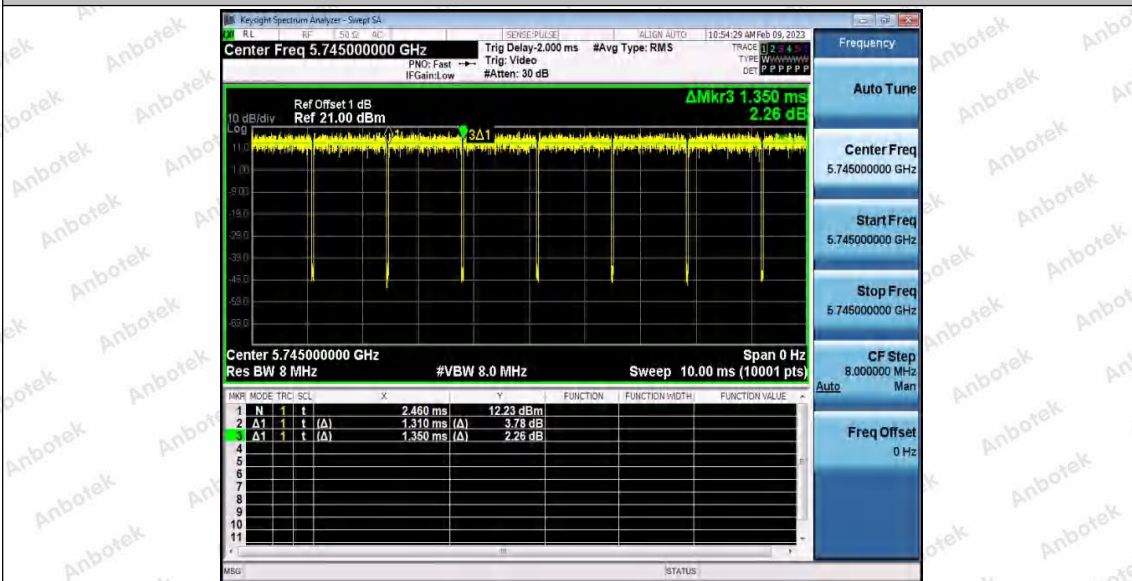 Keysight Spectrum Analyzer - Swept SA
RL RF 50 Ω AC SENSE:PULSE ALIGN AUTO 10:54:29 AM Feb 09, 2023
Center Freq 5.745000000 GHz Trig Delay-2.000 ms #Avg Type: RMS TRACE 1 2 3 4 5 6
PNO: Fast Trig: Video TYPE WWWWWW
IFGain:Low #Atten: 30 dB DET P P P P P P
Frequency
Auto Tune
Center Freq
5.745000000 GHz
Start Freq
5.745000000 GHz
Stop Freq
5.745000000 GHz
CF Step
8.000000 MHz
Auto Man
Freq Offset
0 Hz
ΔMkr3 1.350 ms
2.26 dB
Ref Offset 1 dB
10 dB/div Ref 21.00 dBm
Log
11.0
1.00
-9.00
-19.0
-29.0
-39.0
-49.0
-59.0
-69.0
1
3Δ1
Center 5.745000000 GHz Span 0 Hz
Res BW 8 MHz #VBW 8.0 MHz Sweep 10.00 ms (10001 pts)
MKR MODE TRC SCL X Y FUNCTION FUNCTION WIDTH FUNCTION VALUE
1 N 1 t 2.460 ms 12.23 dBm
2 Δ1 1 t (Δ) 1.310 ms (Δ) 3.78 dB
3 Δ1 1 t (Δ) 1.350 ms (Δ) 2.26 dB
4
5
6
7
8
9
10
11
MSG STATUS
Anbotek